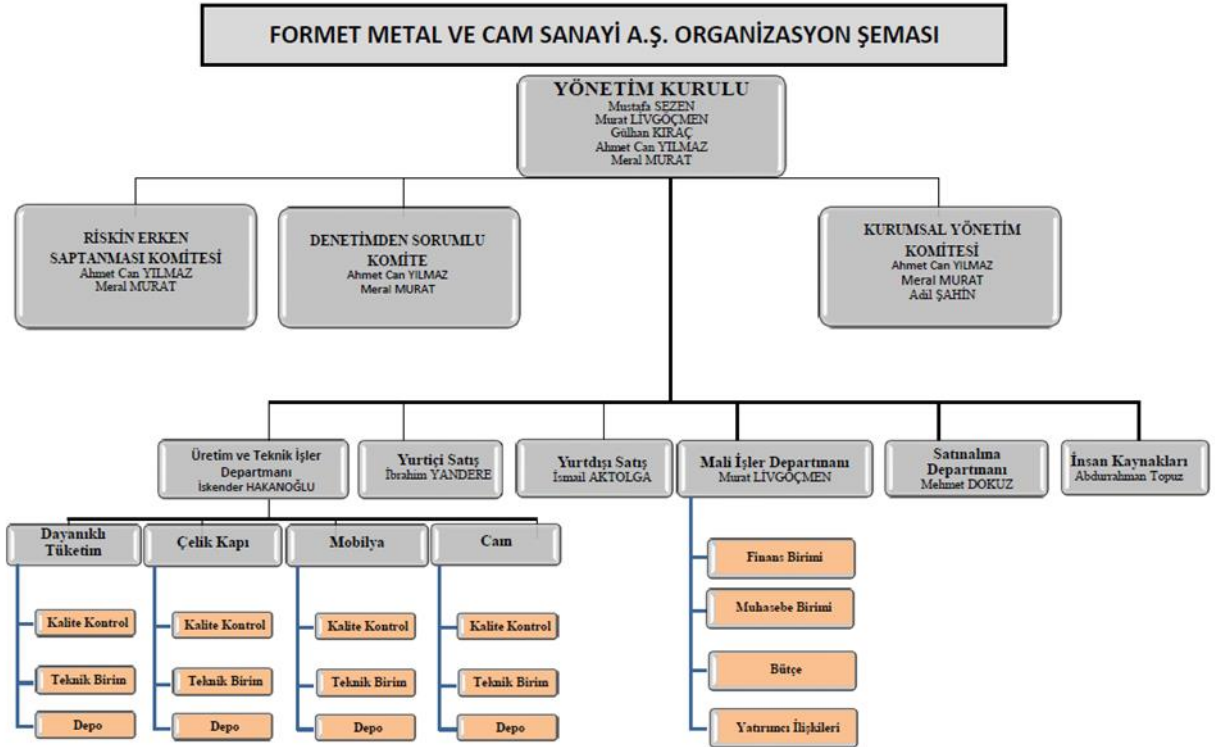 FORMET METAL VE CAM SANAYİ A.Ş. ORGANİZASYON ŞEMASI
YÖNETİM KURULU
Mustafa SEZEN
Murat LİVGÖÇMEN
Gülhan KIRAÇ
Ahmet Can YILMAZ
Meral MURAT
RİSKİN ERKEN
SAPTANMASI KOMİTESİ
Ahmet Can YILMAZ
Meral MURAT
DENETİMDEN SORUMLU
KOMİTE
Ahmet Can YILMAZ
Meral MURAT
KURUMSAL YÖNETİM
KOMİTESİ
Ahmet Can YILMAZ
Meral MURAT
Adil ŞAHİN
Üretim ve Teknik İşler
Departmanı
İskender HAKANOĞLU
Yurtiçi Satış
İbrahim YANDERE
Yurtdışı Satış
İsmail AKTOLGA
Mali İşler Departmanı
Murat LİVGÖÇMEN
Satınalma
Departmanı
Mehmet DOKUZ
İnsan Kaynakları
Abdurrahman Topuz
Dayanıklı
Tüketim
Kalite Kontrol
Teknik Birim
Depo
Çelik Kapı
Kalite Kontrol
Teknik Birim
Depo
Mobilya
Kalite Kontrol
Teknik Birim
Depo
Cam
Kalite Kontrol
Teknik Birim
Depo
Finans Birimi
Muhasebe Birimi
Bütçe
Yatırımcı İlişkileri